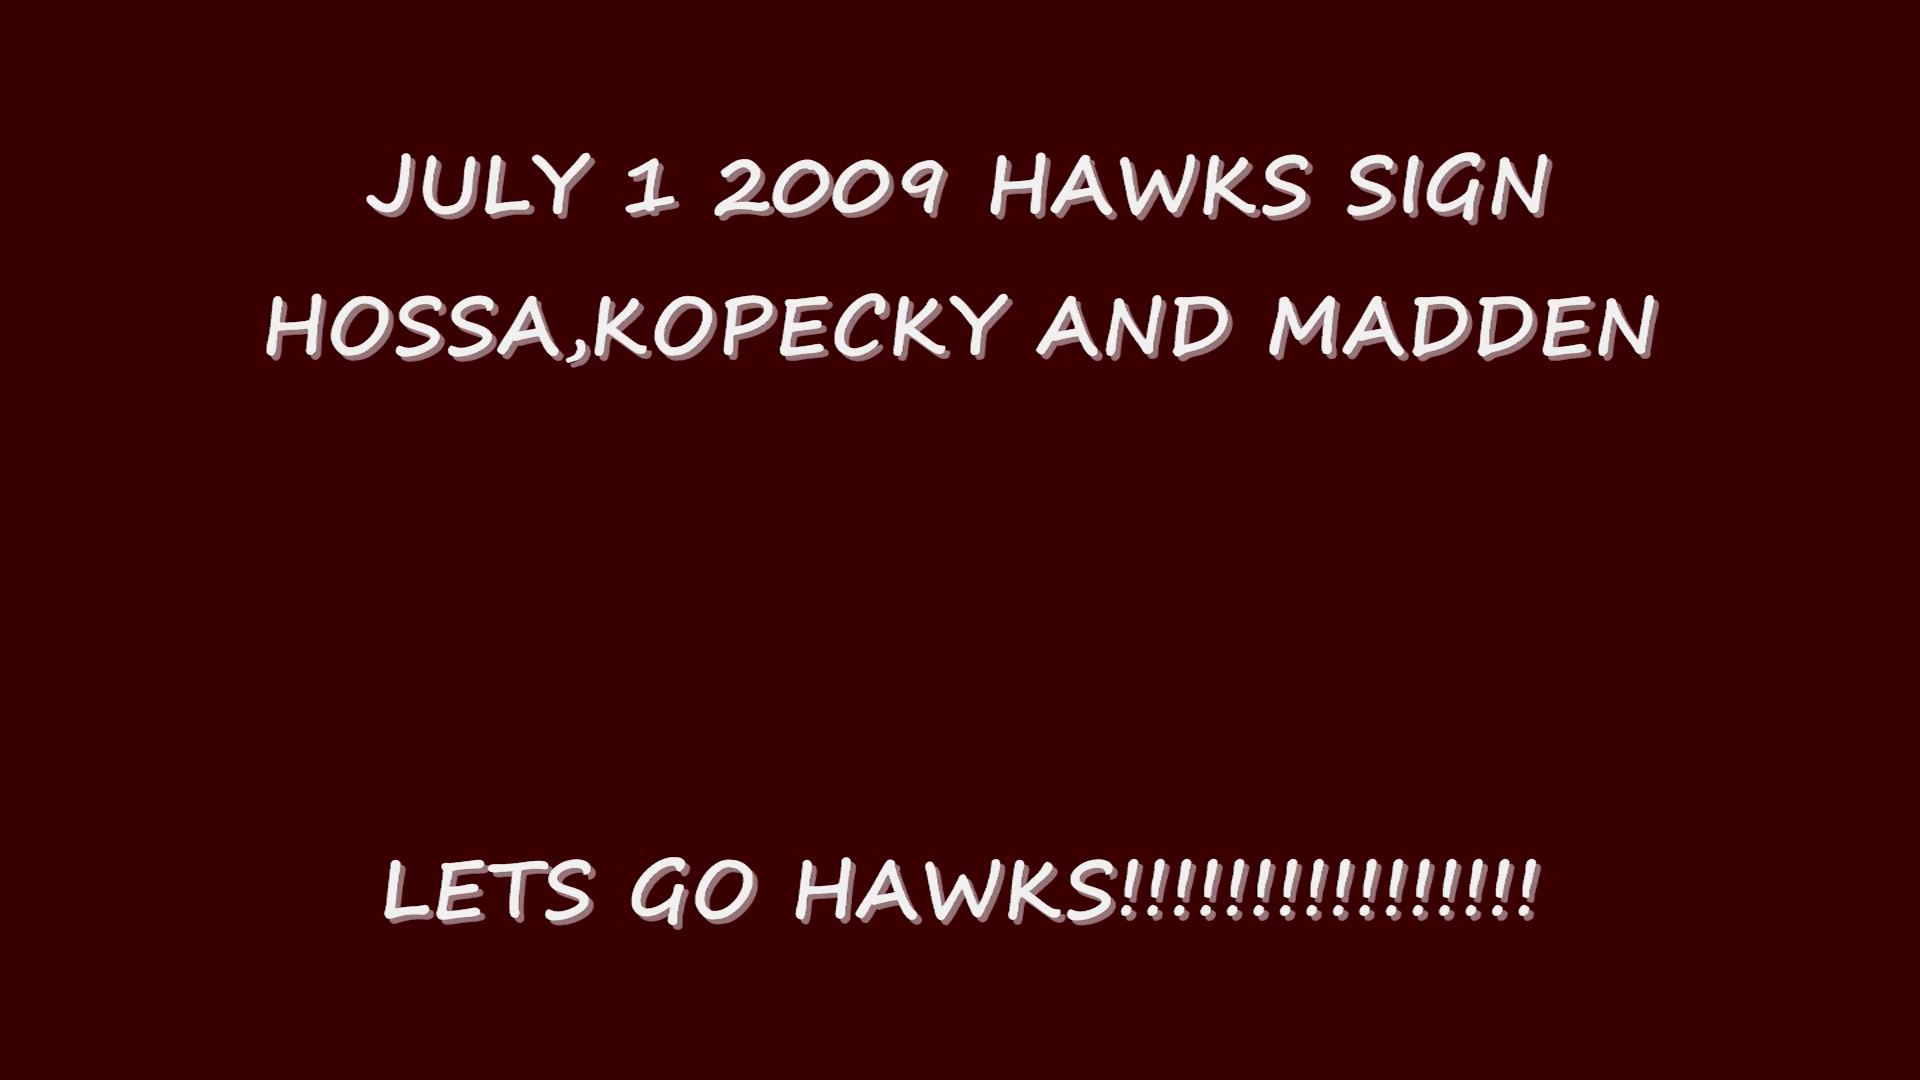 JULY 1 2009 HAWKS SIGN
HOSSA,KOPECKY AND MADDEN
LETS GO HAWKS!!!!!!!!!!!!!!!!